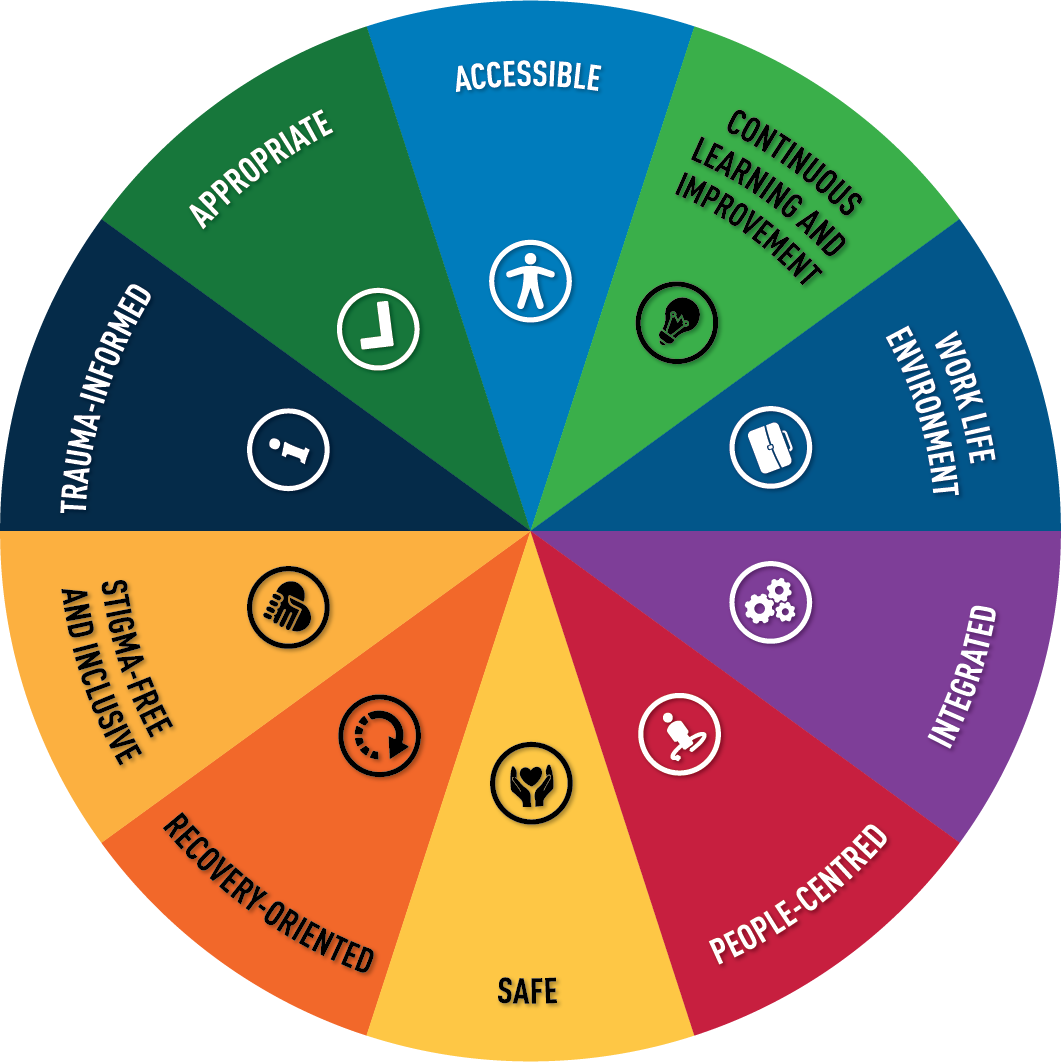 ACCESSIBLE
CONTINUOUS
LEARNING AND
IMPROVEMENT
WORK LIFE
ENVIRONMENT
INTEGRATED
PEOPLE-CENTRED
SAFE
RECOVERY-ORIENTED
STIGMA-FREE
AND INCLUSIVE
TRAUMA-INFORMED
APPROPRIATE